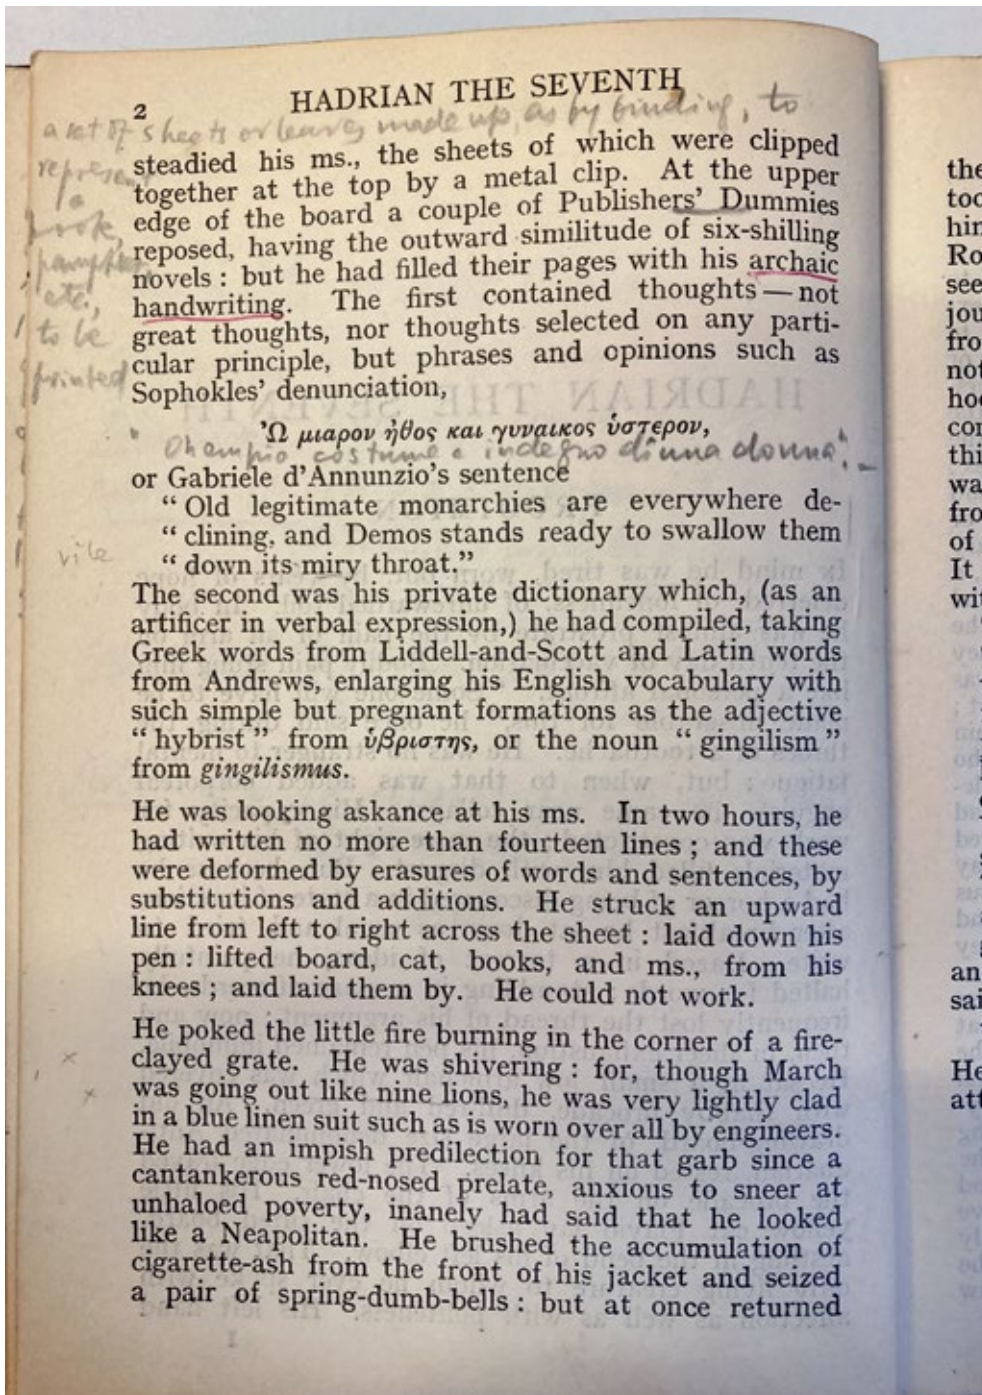 2
HADRIAN THE SEVENTH
a set of sheets or leaves made up, as by binding, to
represent
a
book,
pamphlet,
etc.,
to be
printed
steadied his ms., the sheets of which were clipped
together at the top by a metal clip. At the upper
edge of the board a couple of Publishers' Dummies
reposed, having the outward similitude of six-shilling
novels : but he had filled their pages with his archaic
handwriting. The first contained thoughts — not
great thoughts, nor thoughts selected on any parti-
cular principle, but phrases and opinions such as
Sophokles' denunciation,
Ὠ μιαρον ἠθος και γυναικος ὑστερον,
"Oh empio costume e indegno di una donna".
or Gabriele d'Annunzio's sentence
“ Old legitimate monarchies are everywhere de-
“ clining, and Demos stands ready to swallow them
vile
“ down its miry throat.”
The second was his private dictionary which, (as an
artificer in verbal expression,) he had compiled, taking
Greek words from Liddell-and-Scott and Latin words
from Andrews, enlarging his English vocabulary with
such simple but pregnant formations as the adjective
“ hybrist ” from ὑβριστης, or the noun “ gingilism ”
from gingilismus.
He was looking askance at his ms. In two hours, he
had written no more than fourteen lines ; and these
were deformed by erasures of words and sentences, by
substitutions and additions. He struck an upward
line from left to right across the sheet : laid down his
pen : lifted board, cat, books, and ms., from his
knees ; and laid them by. He could not work.
He poked the little fire burning in the corner of a fire-
clayed grate. He was shivering : for, though March
was going out like nine lions, he was very lightly clad
in a blue linen suit such as is worn over all by engineers.
He had an impish predilection for that garb since a
cantankerous red-nosed prelate, anxious to sneer at
unhaloed poverty, inanely had said that he looked
like a Neapolitan. He brushed the accumulation of
cigarette-ash from the front of his jacket and seized
a pair of spring-dumb-bells : but at once returned